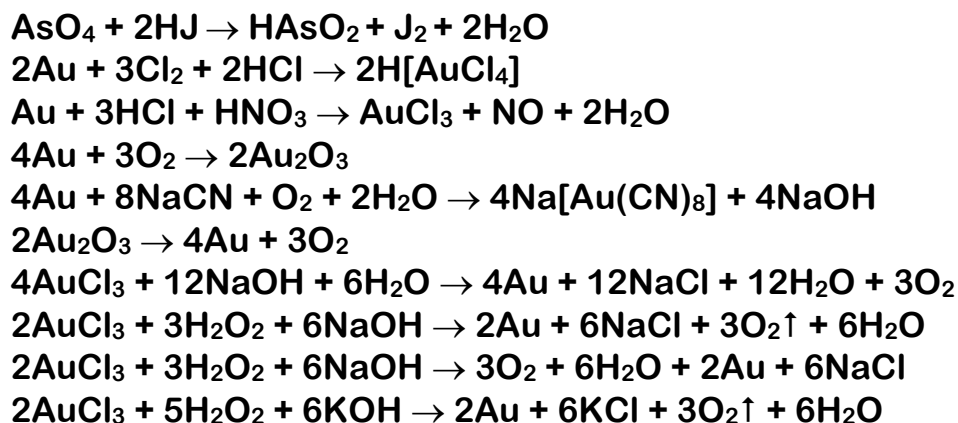 AsO₄ + 2HJ → HAsO₂ + J₂ + 2H₂O
2Au + 3Cl₂ + 2HCl → 2H[AuCl₄]
Au + 3HCl + HNO₃ → AuCl₃ + NO + 2H₂O
4Au + 3O₂ → 2Au₂O₃
4Au + 8NaCN + O₂ + 2H₂O → 4Na[Au(CN)₈] + 4NaOH
2Au₂O₃ → 4Au + 3O₂
4AuCl₃ + 12NaOH + 6H₂O → 4Au + 12NaCl + 12H₂O + 3O₂
2AuCl₃ + 3H₂O₂ + 6NaOH → 2Au + 6NaCl + 3O₂↑ + 6H₂O
2AuCl₃ + 3H₂O₂ + 6NaOH → 3O₂ + 6H₂O + 2Au + 6NaCl
2AuCl₃ + 5H₂O₂ + 6KOH → 2Au + 6KCl + 3O₂↑ + 6H₂O